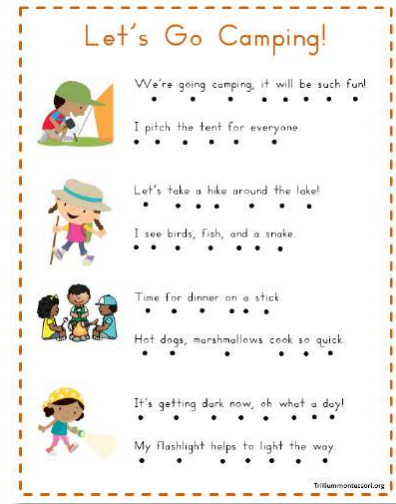 Let's Go Camping!
We're going camping, it will be such fun!
I pitch the tent for everyone.
Let's take a hike around the lake!
I see birds, fish, and a snake.
Time for dinner on a stick
Hot dogs, marshmallows cook so quick.
It's getting dark now, oh what a day!
My flashlight helps to light the way.
Trilliummontessori.org